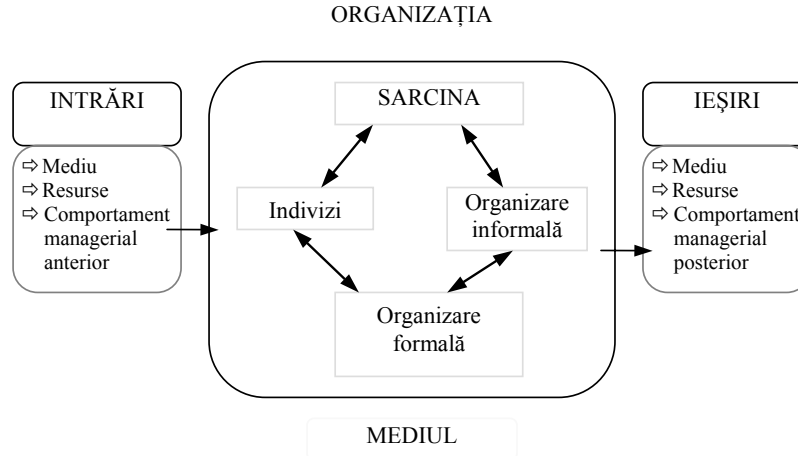 ORGANIZAȚIA
INTRĂRI
⇨ Mediu
⇨ Resurse
⇨ Comportament
managerial
anterior
SARCINA
Indivizi
Organizare
informală
Organizare
formală
IEŞIRI
⇨ Mediu
⇨ Resurse
⇨ Comportament
managerial
posterior
MEDIUL